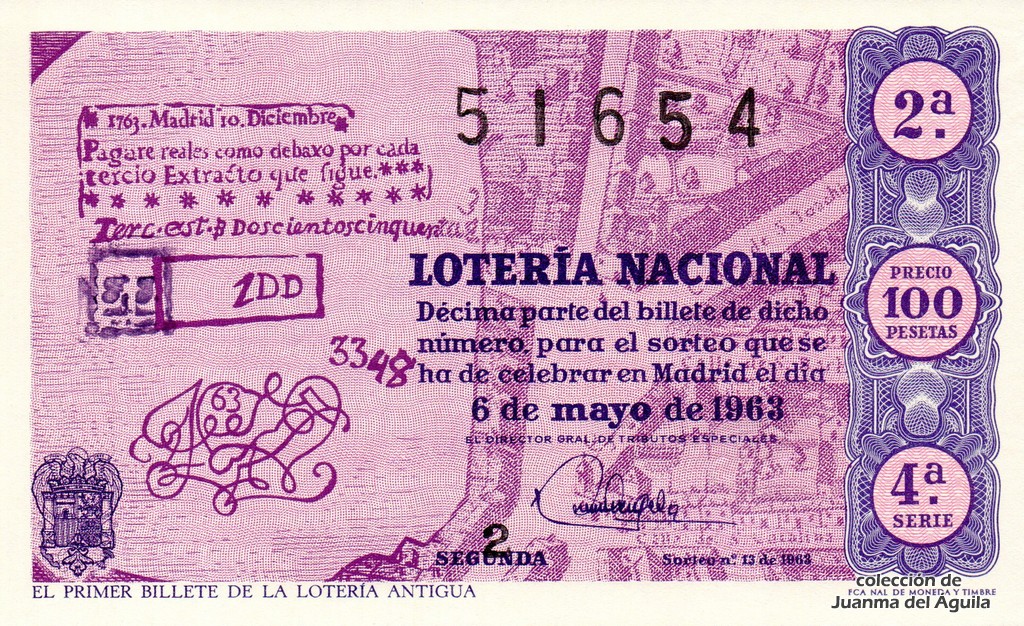 51654
* 1763. Madrid 10. Diciembre *
Pagare reales como debaxo por cada
tercio Extracto que sigue. ***
* * * * * * * * * *
Terc. est. Doscientoscinquenta
1DD
3348
63
LOTERÍA NACIONAL
Décima parte del billete de dicho
número, para el sorteo que se
ha de celebrar en Madrid el día
6 de mayo de 1963
EL DIRECTOR GRAL. DE TRIBUTOS ESPECIALES
2
SEGUNDA
Sorteo nº 13 de 1963
2ª
PRECIO
100
PESETAS
4ª
SERIE
EL PRIMER BILLETE DE LA LOTERIA ANTIGUA
FCA NAL DE MONEDA Y TIMBRE
colección de
Juanma del Aguila